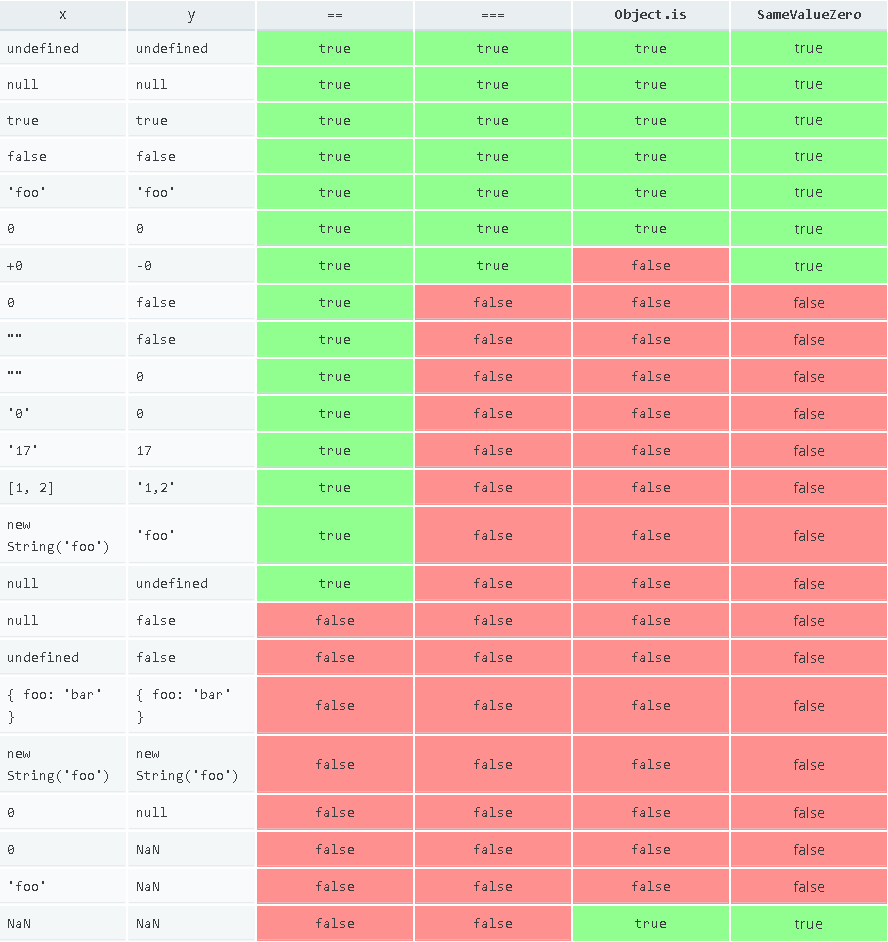 x y == === Object.is SameValueZero
undefined undefined true true true true
null null true true true true
true true true true true true
false false true true true true
'foo' 'foo' true true true true
0 0 true true true true
+0 -0 true true false true
0 false true false false false
"" false true false false false
"" 0 true false false false
'0' 0 true false false false
'17' 17 true false false false
[1, 2] '1,2' true false false false
new
String('foo') 'foo' true false false false
null undefined true false false false
null false false false false false
undefined false false false false false
{ foo: 'bar' { foo: 'bar'
} } false false false false
new new
String('foo') String('foo') false false false false
0 null false false false false
0 NaN false false false false
'foo' NaN false false false false
NaN NaN false false true true